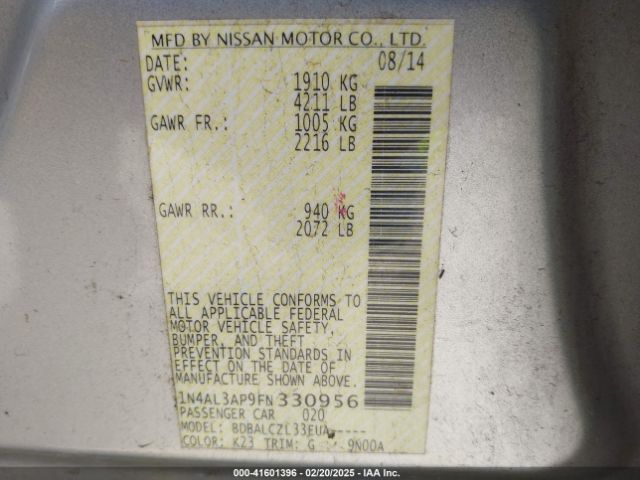 MFD BY NISSAN MOTOR CO., LTD.
DATE: 08/14
GVWR: 1910 KG
4211 LB
GAWR FR.: 1005 KG
2216 LB
GAWR RR.: 940 KG
2072 LB
THIS VEHICLE CONFORMS TO
ALL APPLICABLE FEDERAL
MOTOR VEHICLE SAFETY,
BUMPER, AND THEFT
PREVENTION STANDARDS IN
EFFECT ON THE DATE OF
MANUFACTURE SHOWN ABOVE.
1N4AL3AP9FN 330956
PASSENGER CAR 020
MODEL: BDBALCZL33EUA-----
COLOR: K23 TRIM: G 9N00A
000-41601396 — 02/20/2025 — IAA Inc.